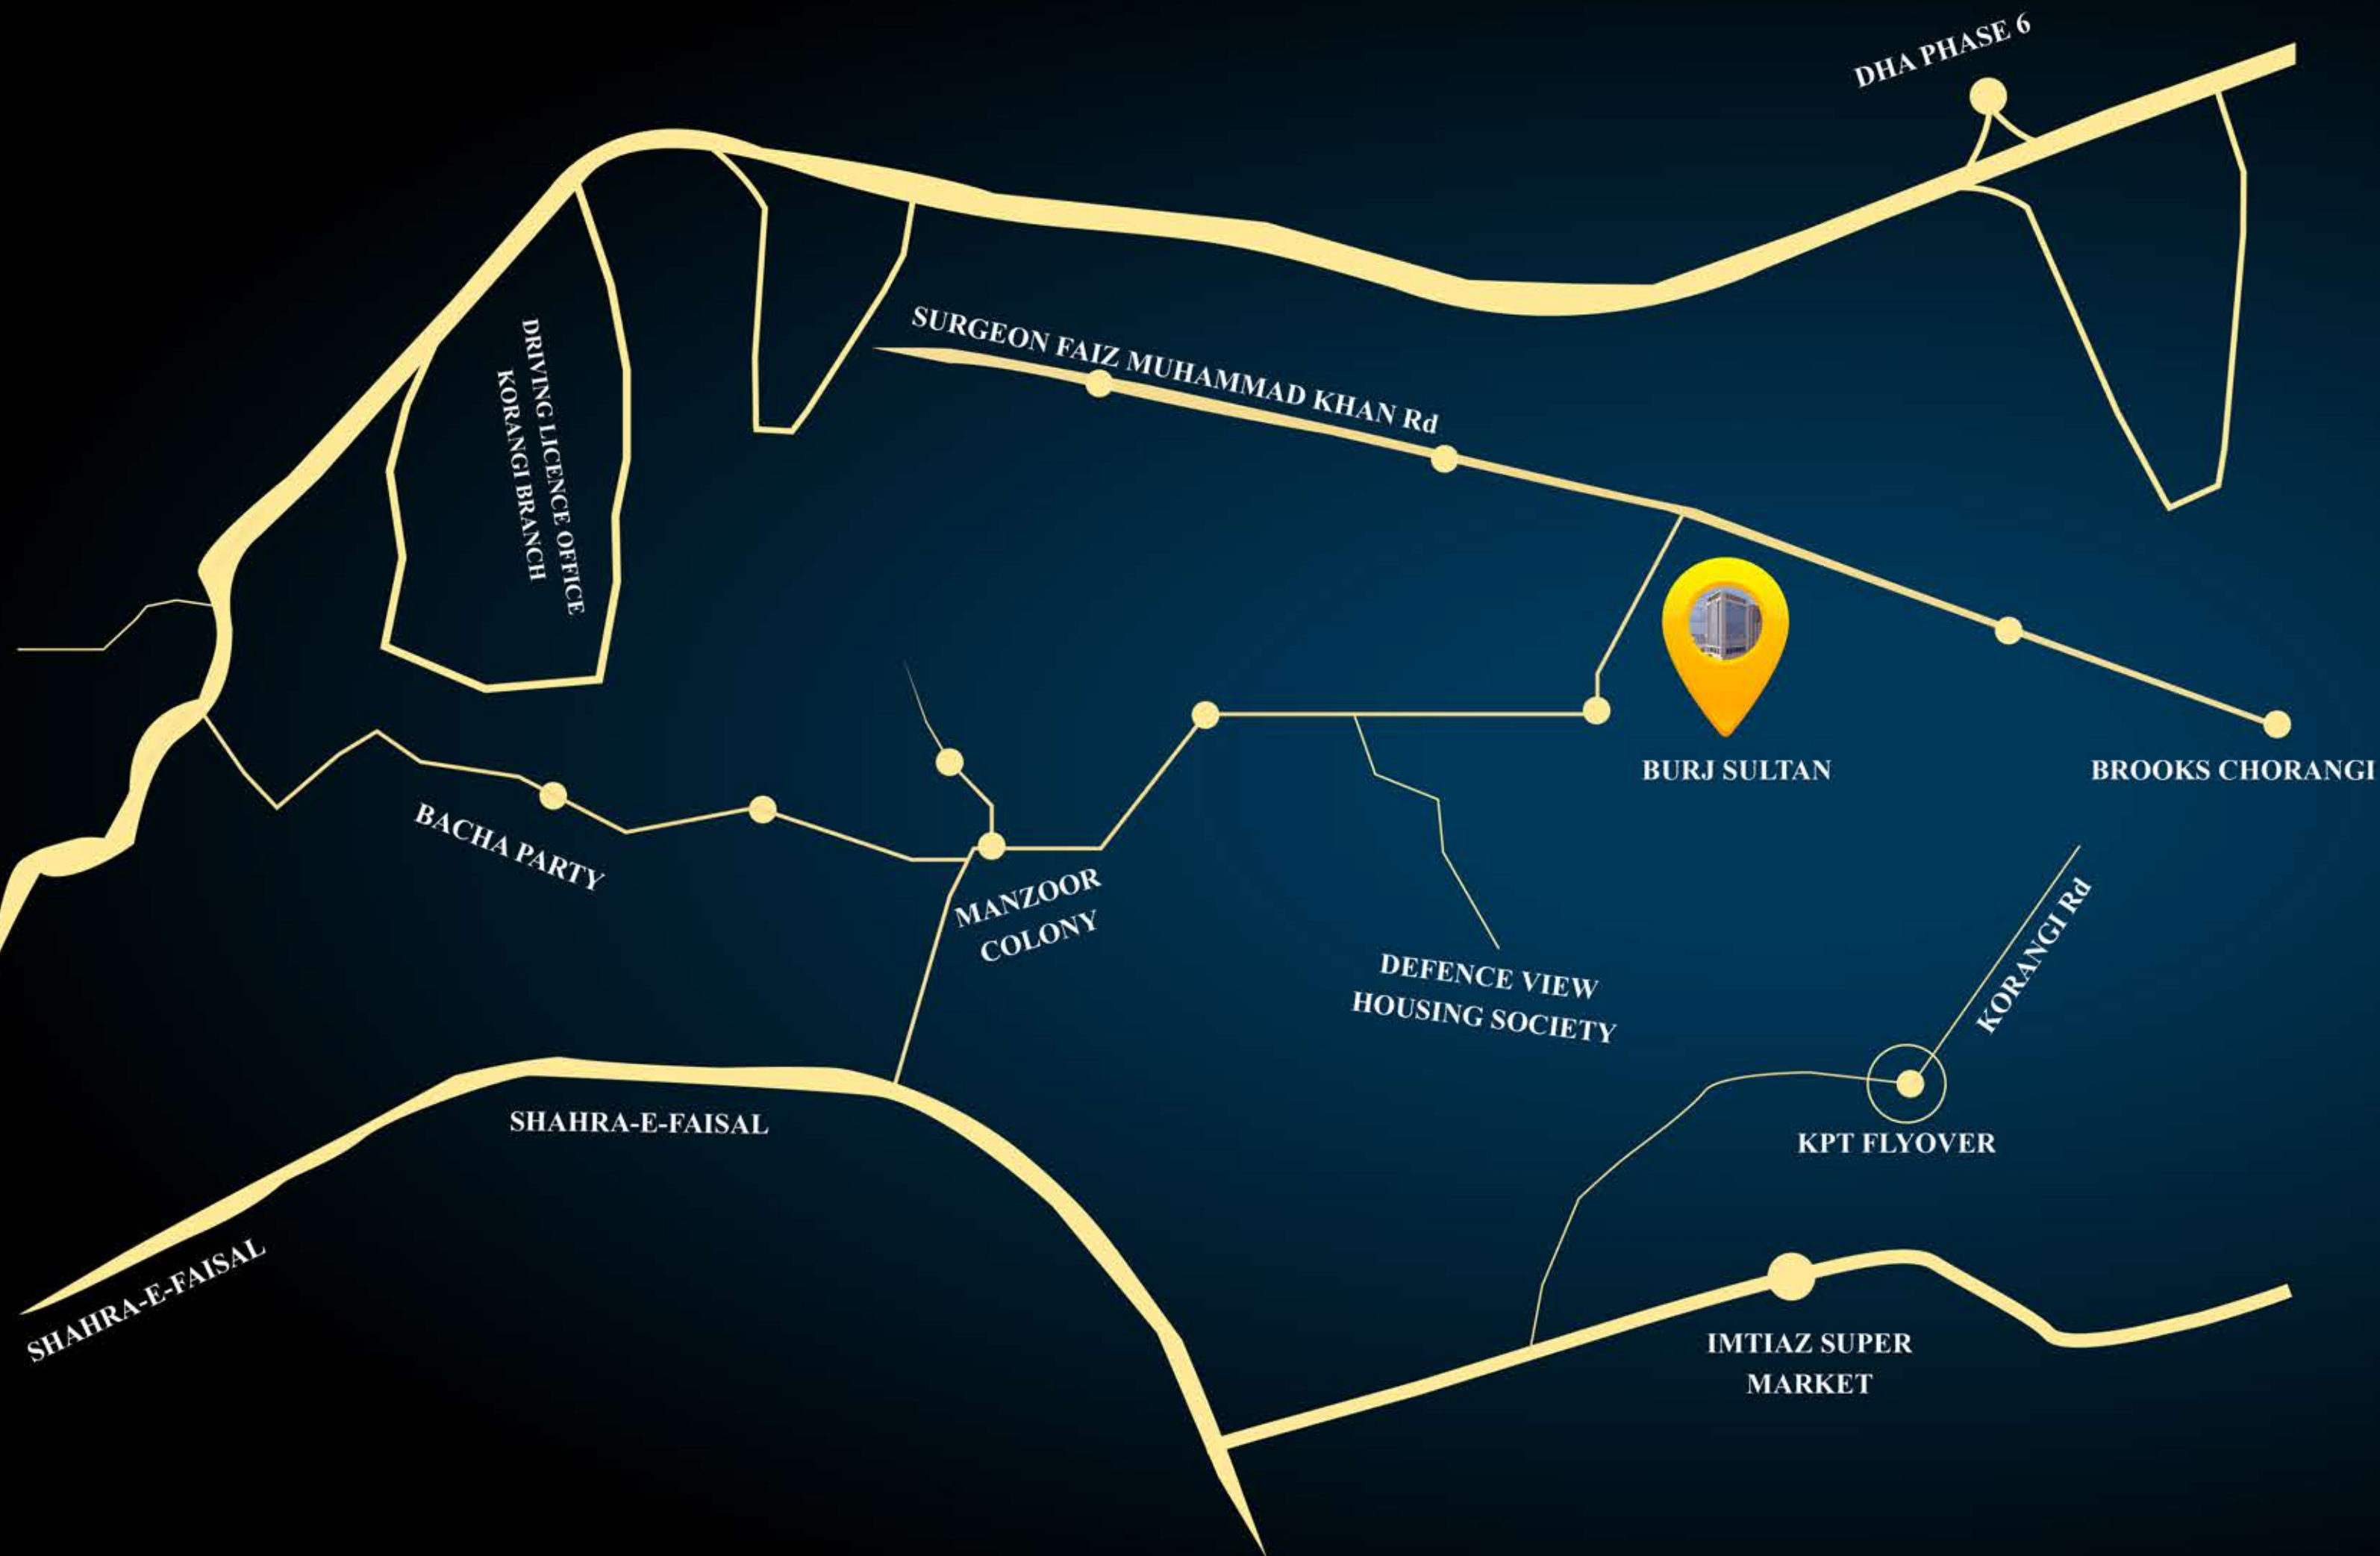 DHA PHASE 6
SURGEON FAIZ MUHAMMAD KHAN Rd
DRIVING LICENCE OFFICE
KORANGI BRANCH
BURJ SULTAN
BROOKS CHORANGI
BACHA PARTY
MANZOOR
COLONY
DEFENCE VIEW
HOUSING SOCIETY
KORANGI Rd
SHAHRA-E-FAISAL
KPT FLYOVER
SHAHRA-E-FAISAL
IMTIAZ SUPER
MARKET